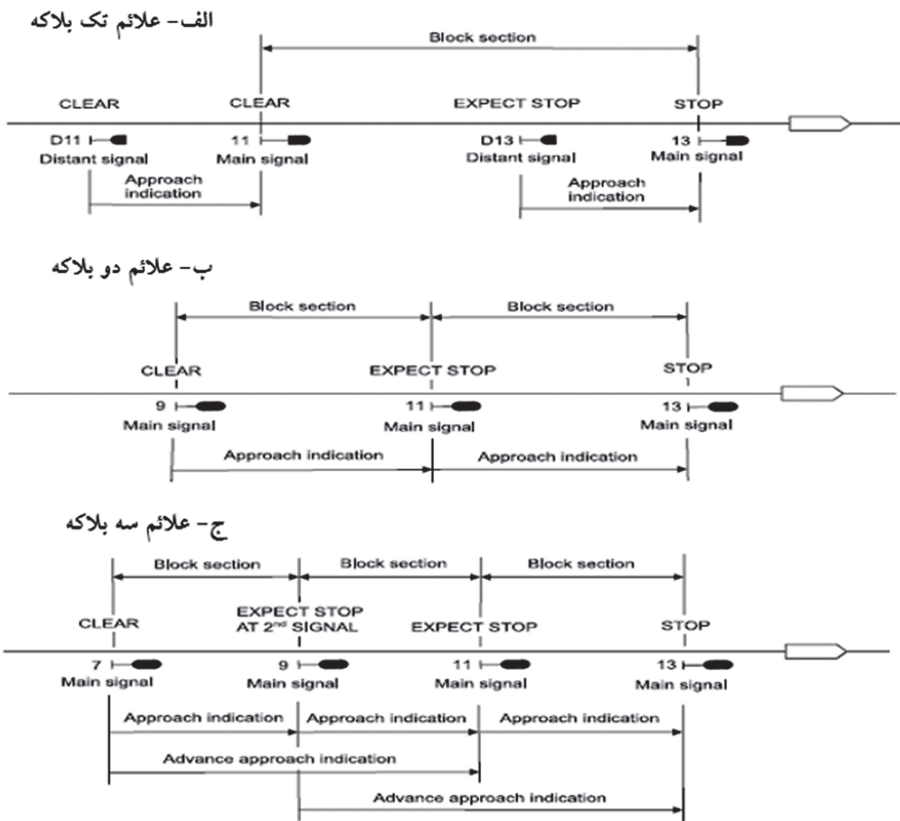 الف- علائم تک بلاکه
Block section
CLEAR CLEAR EXPECT STOP STOP
D11 11 D13 13
Distant signal Main signal Distant signal Main signal
Approach indication Approach indication
ب- علائم دو بلاکه
Block section Block section
CLEAR EXPECT STOP STOP
9 11 13
Main signal Main signal Main signal
Approach indication Approach indication
ج- علائم سه بلاکه
Block section Block section Block section
CLEAR EXPECT STOP AT 2nd SIGNAL EXPECT STOP STOP
7 9 11 13
Main signal Main signal Main signal Main signal
Approach indication Approach indication Approach indication
Advance approach indication
Advance approach indication